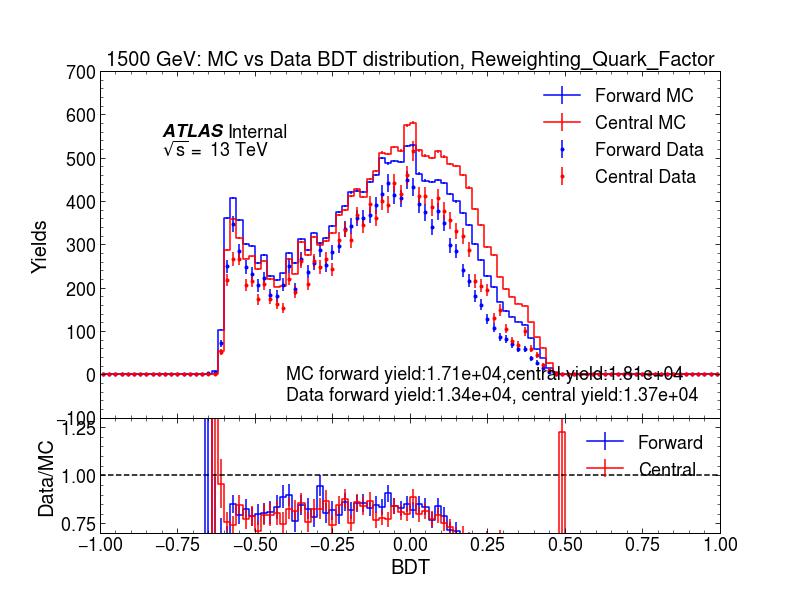 1500 GeV: MC vs Data BDT distribution, Reweighting_Quark_Factor
700
600
500
400
300
200
100
0
−100
Yields
ATLAS Internal
√s = 13 TeV
Forward MC
Central MC
Forward Data
Central Data
MC forward yield:1.71e+04,central yield:1.81e+04
Data forward yield:1.34e+04, central yield:1.37e+04
1.25
1.00
0.75
Data/MC
Forward
Central
−1.00 −0.75 −0.50 −0.25 0.00 0.25 0.50 0.75 1.00
BDT